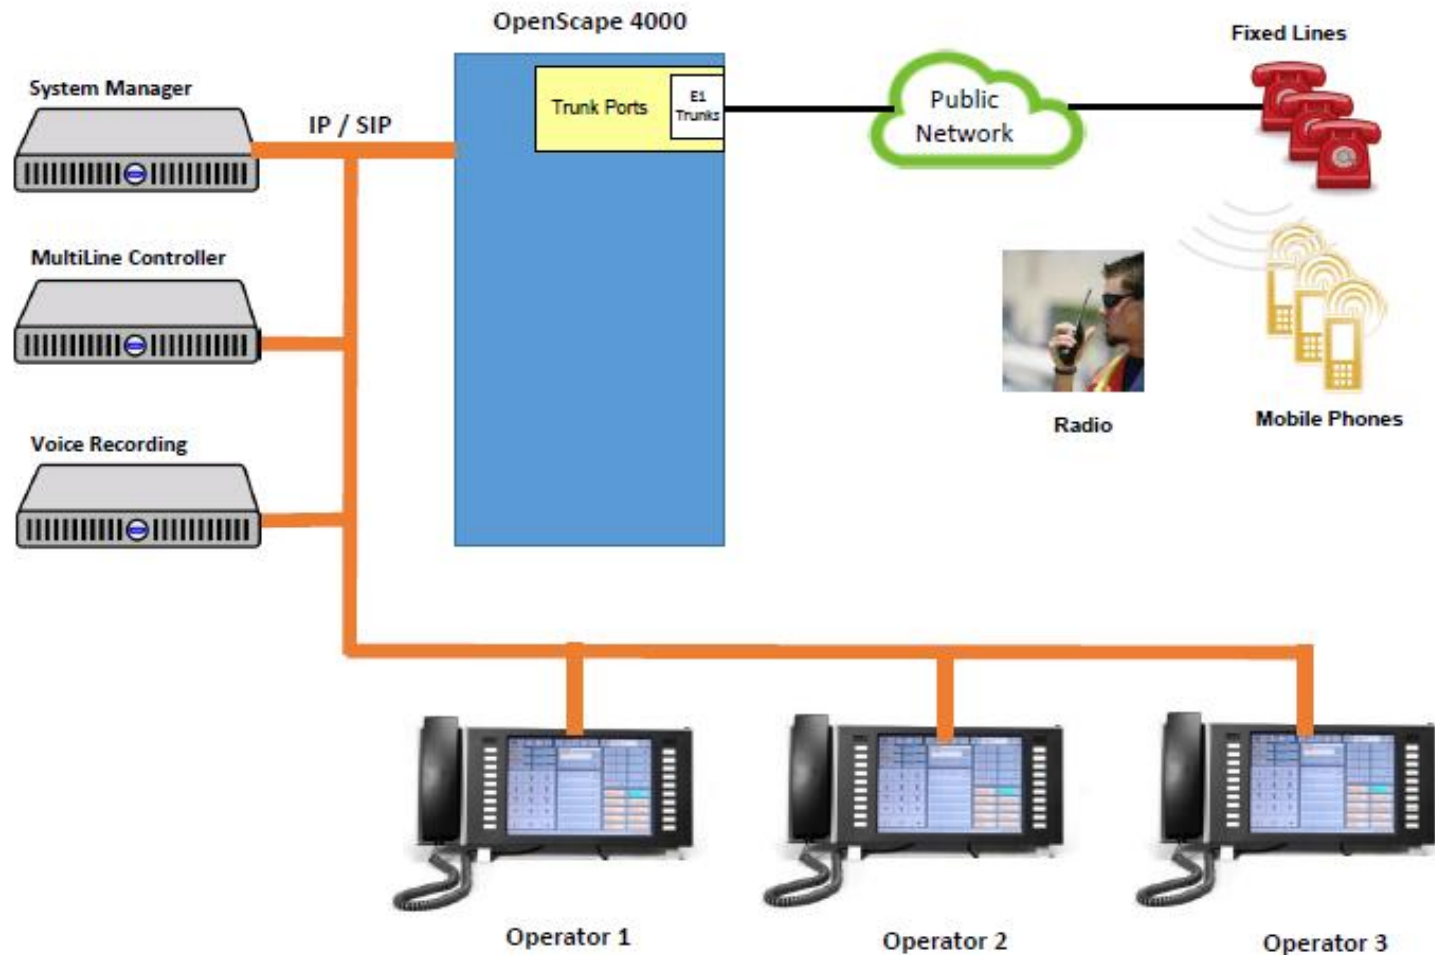 OpenScape 4000
Fixed Lines
System Manager
IP / SIP
Trunk Ports
E1
Trunks
Public
Network
MultiLine Controller
Radio
Mobile Phones
Voice Recording
Operator 1
Operator 2
Operator 3